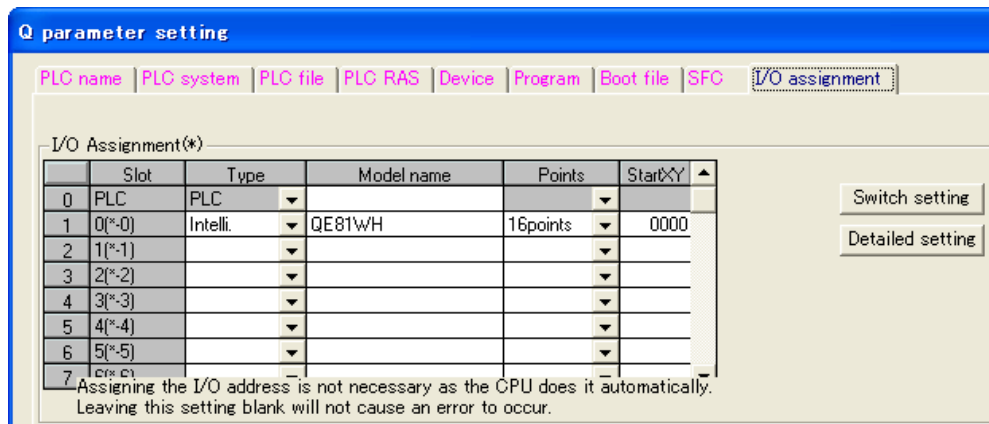 Q parameter setting
PLC name PLC system PLC file PLC RAS Device Program Boot file SFC I/O assignment
I/O Assignment(*)
Slot Type Model name Points StartXY
0 PLC PLC
1 0(*-0) Intelli. QE81WH 16points 0000
2 1(*-1)
3 2(*-2)
4 3(*-3)
5 4(*-4)
6 5(*-5)
7 6(*-6)
Switch setting
Detailed setting
Assigning the I/O address is not necessary as the CPU does it automatically.
Leaving this setting blank will not cause an error to occur.